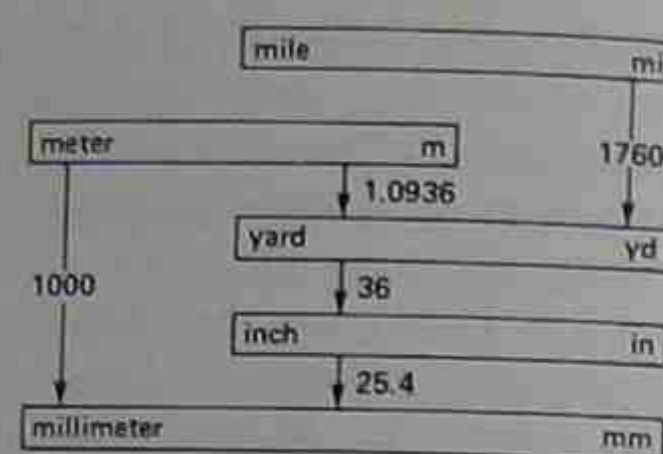 mile mi
meter m
1760
1.0936
yard yd
1000
36
inch in
25.4
millimeter mm